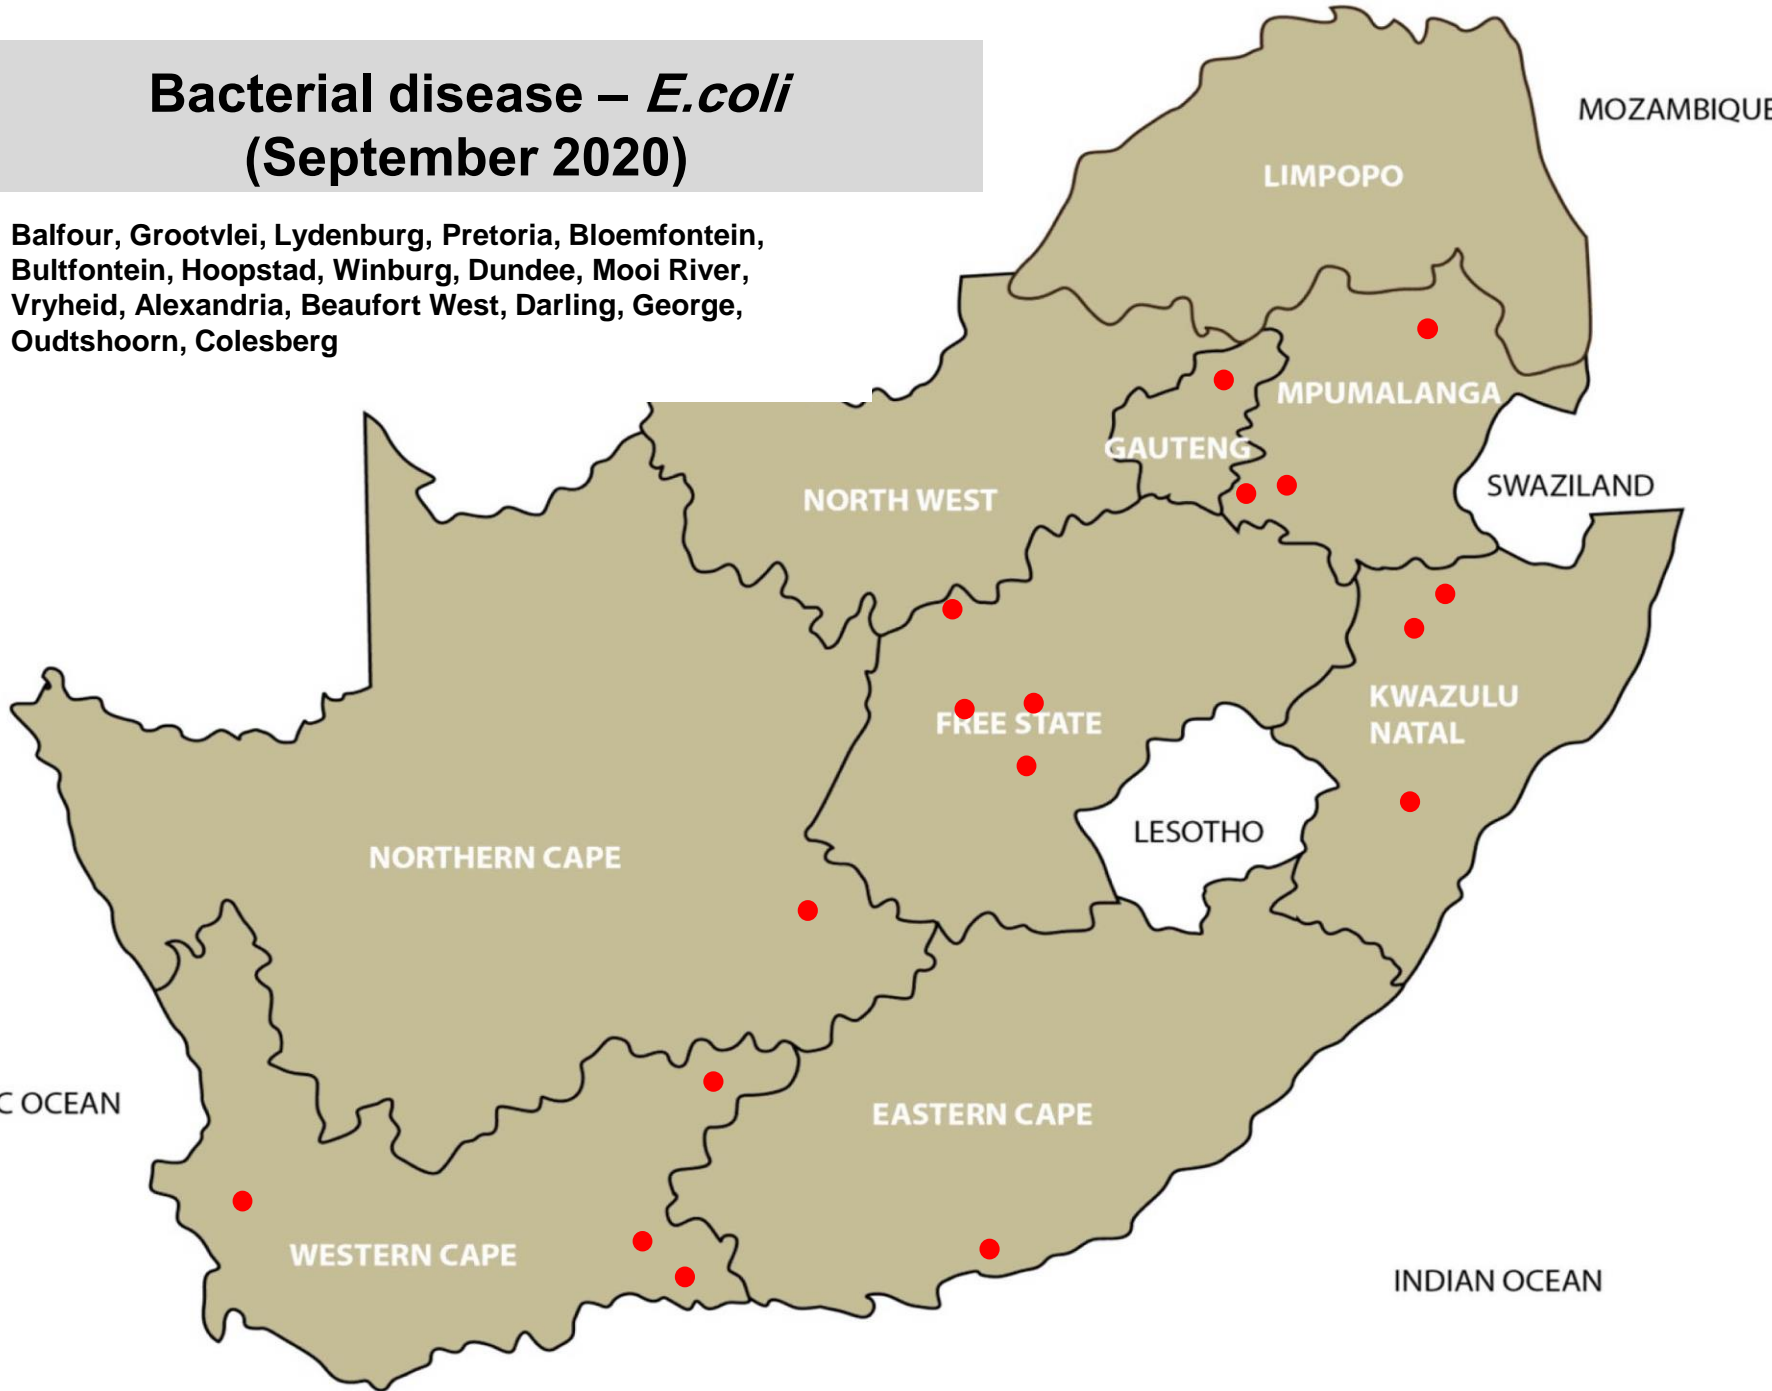 Bacterial disease – E.coli
(September 2020)
Balfour, Grootvlei, Lydenburg, Pretoria, Bloemfontein,
Bultfontein, Hoopstad, Winburg, Dundee, Mooi River,
Vryheid, Alexandria, Beaufort West, Darling, George,
Oudtshoorn, Colesberg
MOZAMBIQUE
LIMPOPO
MPUMALANGA
GAUTENG
NORTH WEST
SWAZILAND
KWAZULU
NATAL
FREE STATE
LESOTHO
NORTHERN CAPE
C OCEAN
EASTERN CAPE
WESTERN CAPE
INDIAN OCEAN